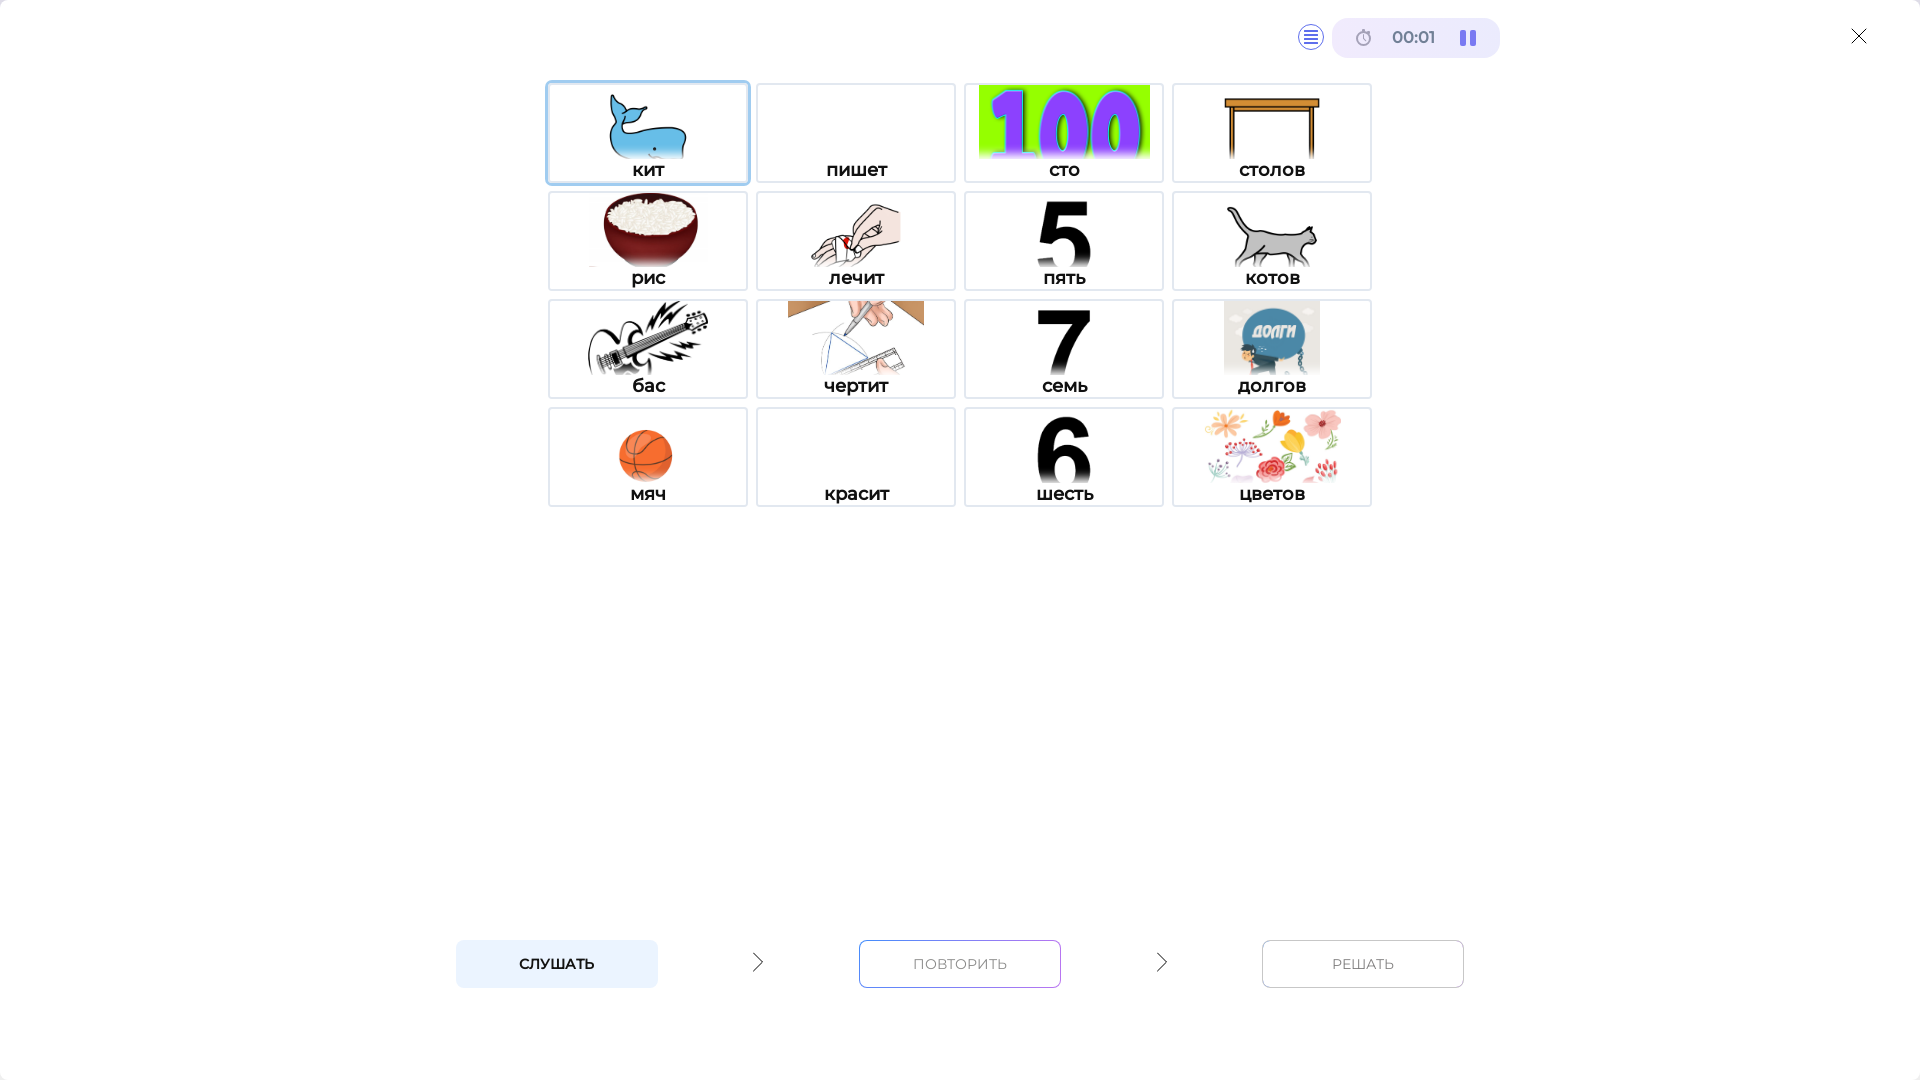 00:01
кит
пишет
100
сто
столов
рис
лечит
5
пять
котов
бас
чертит
7
семь
ДОЛГИ
долгов
мяч
красит
6
шесть
цветов
СЛУШАТЬ
ПОВТОРИТЬ
РЕШАТЬ